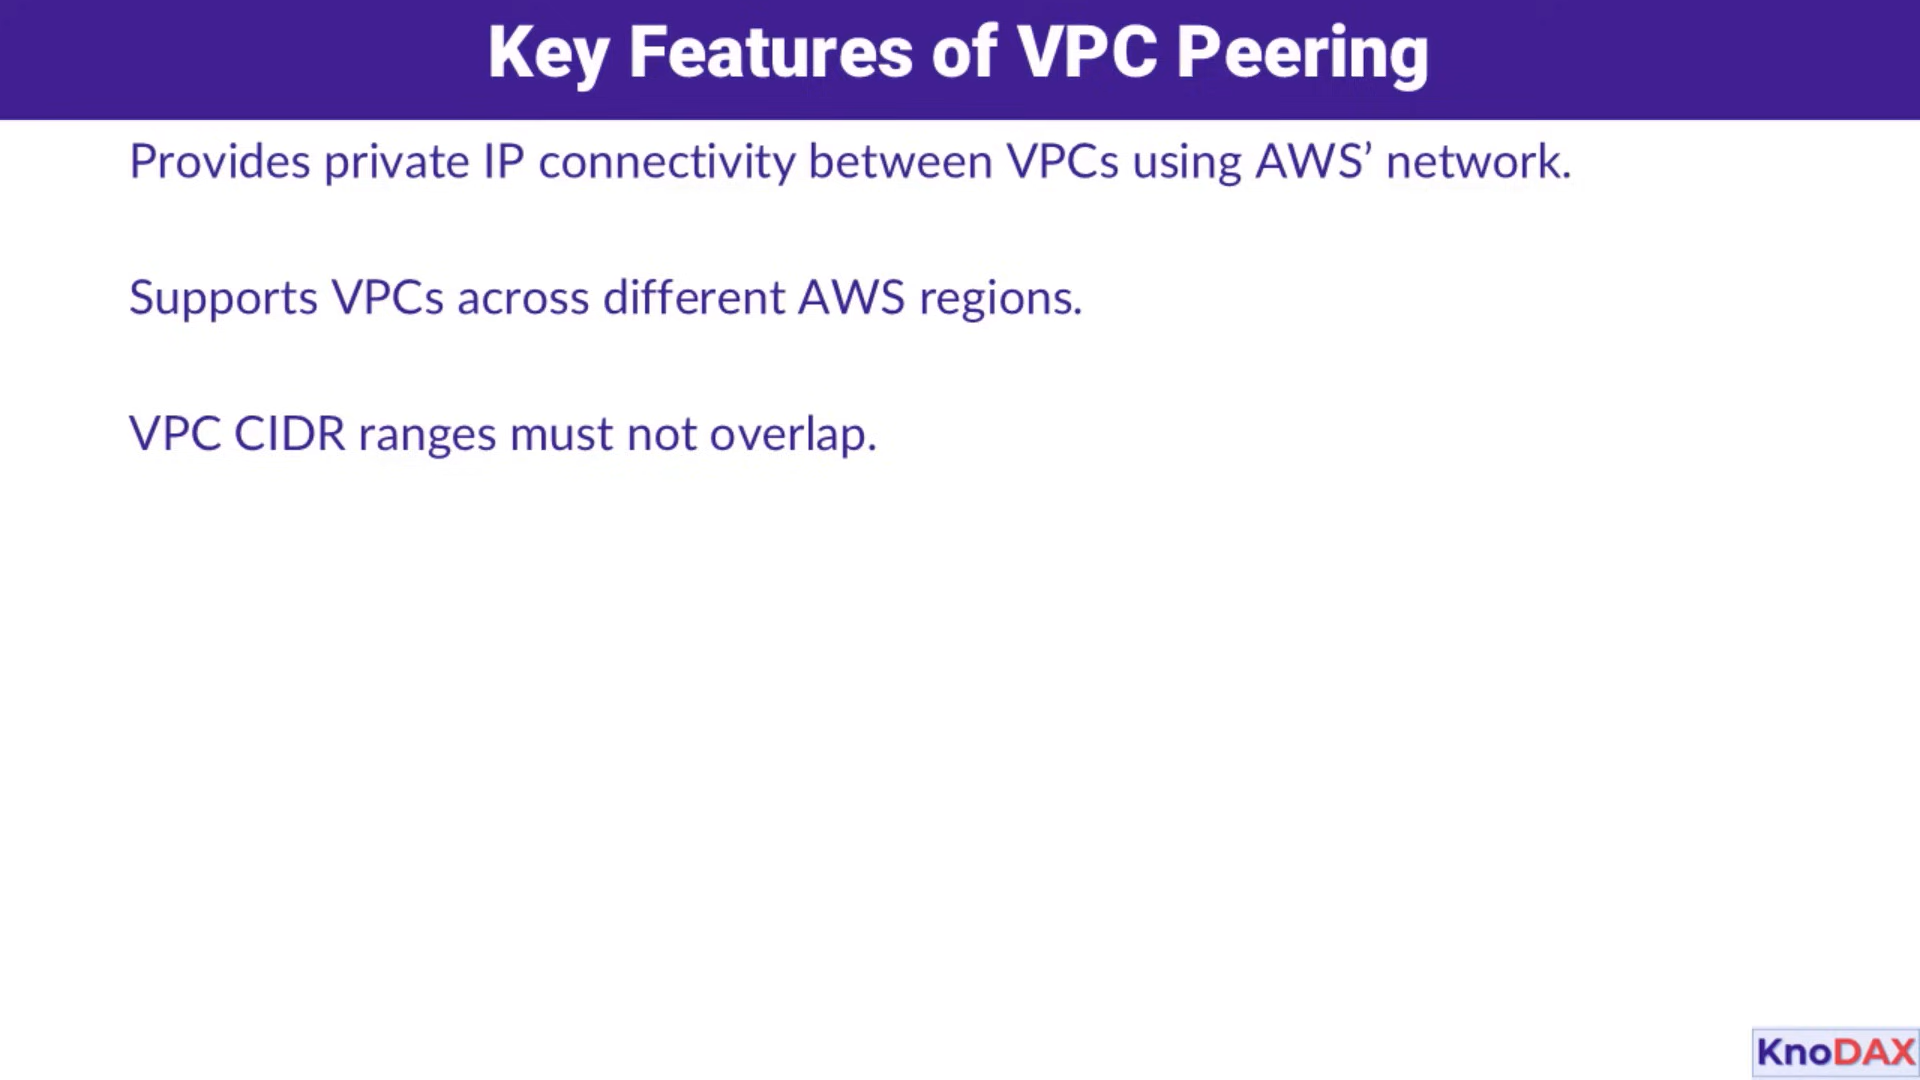 Key Features of VPC Peering
Provides private IP connectivity between VPCs using AWS’ network.
Supports VPCs across different AWS regions.
VPC CIDR ranges must not overlap.
KnoDAX